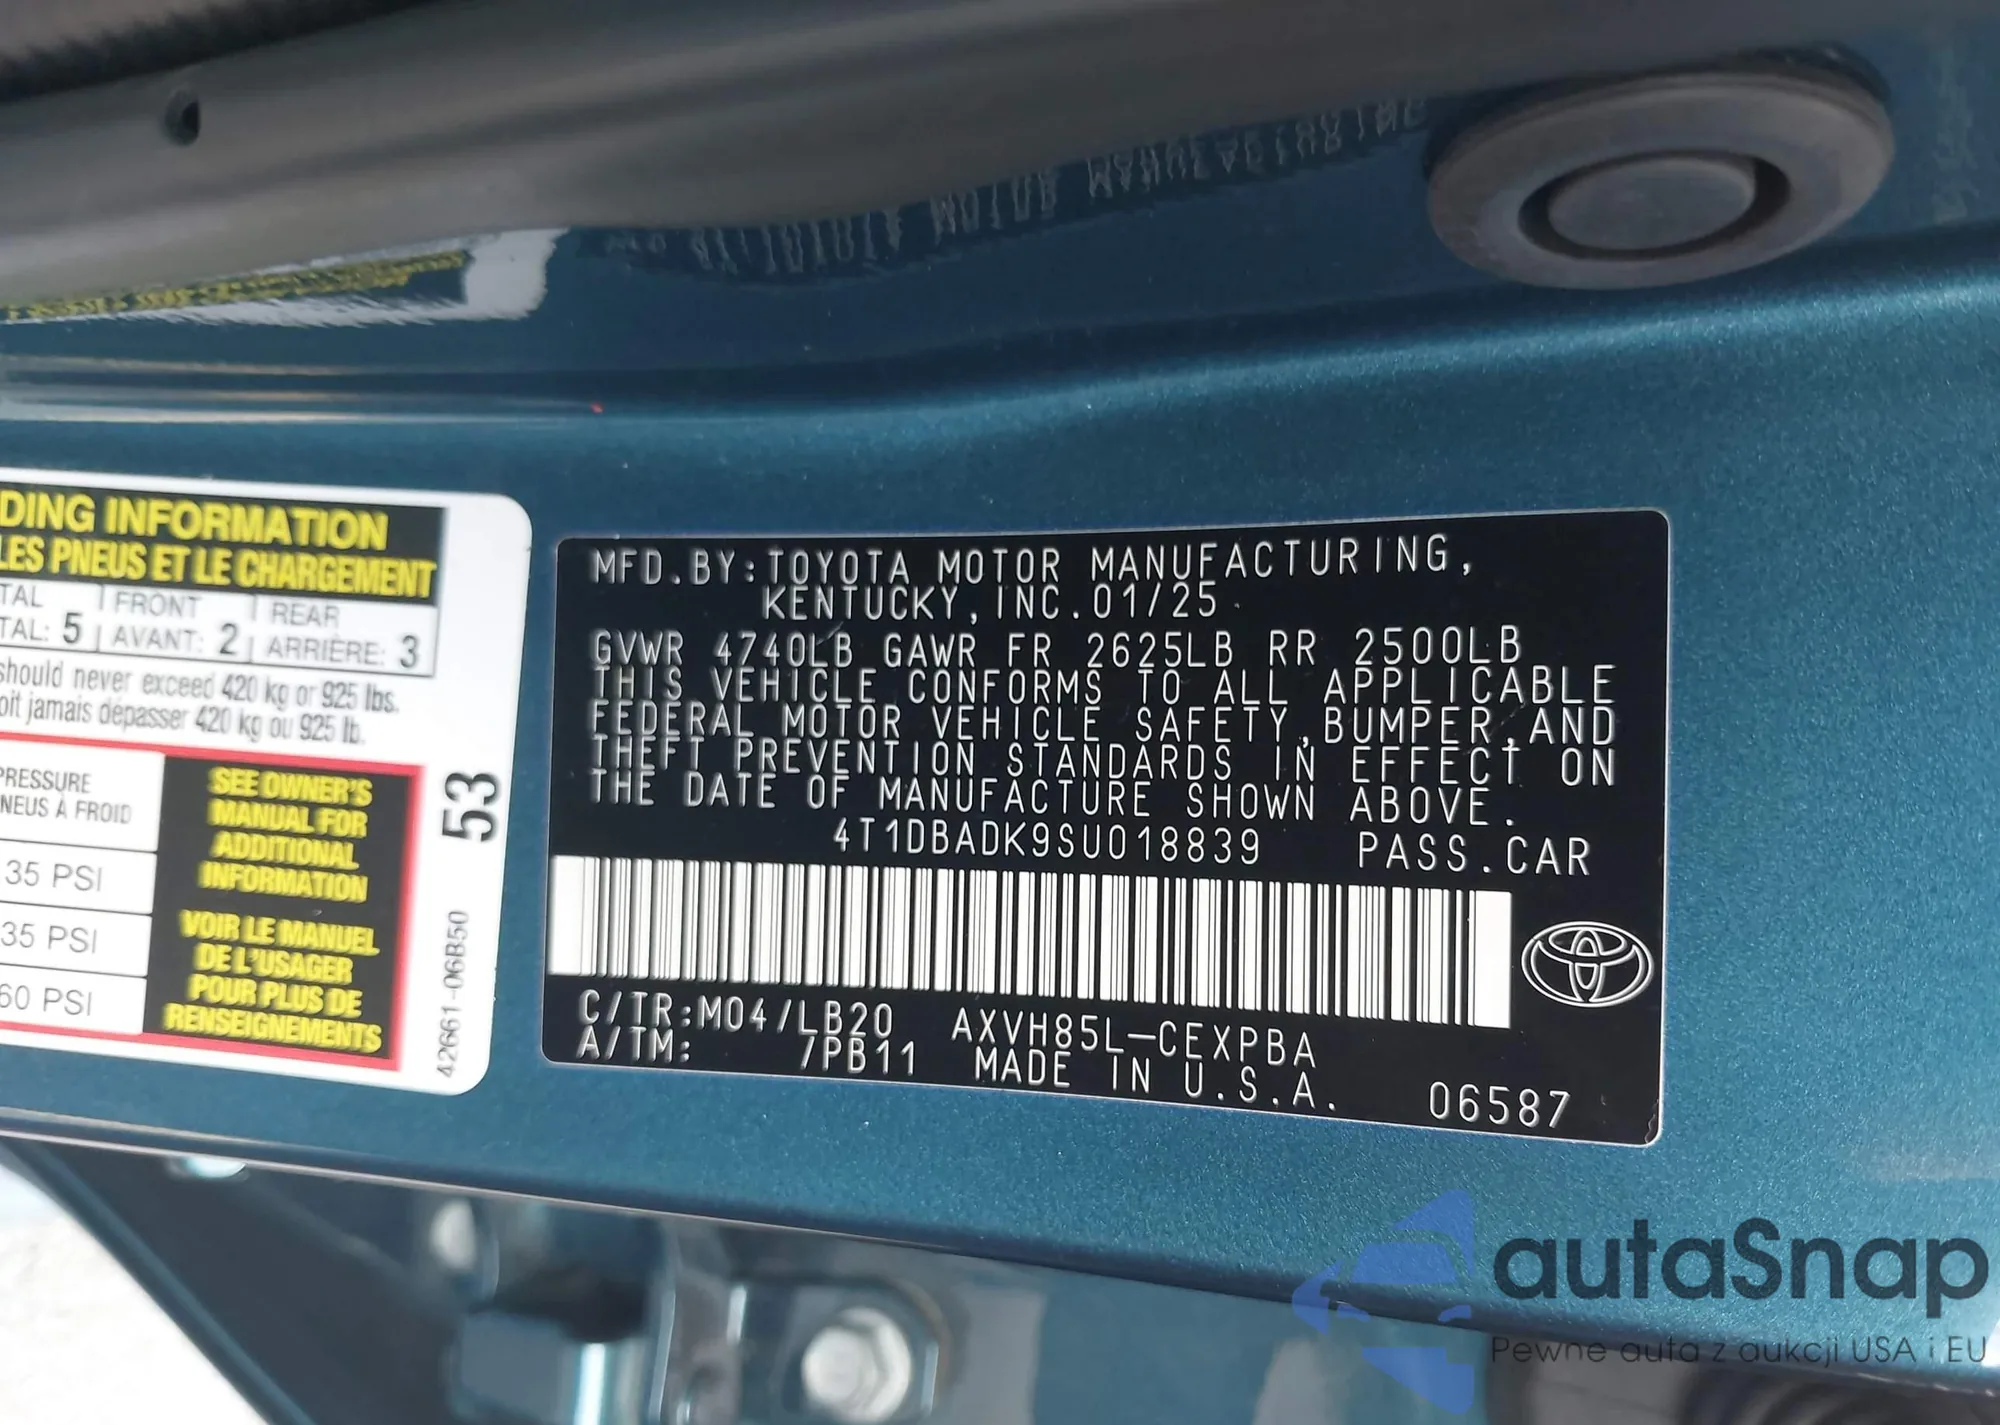 DING INFORMATION
LES PNEUS ET LE CHARGEMENT
TAL | FRONT | REAR
TAL: 5 | AVANT: 2 | ARRIÈRE: 3
should never exceed 420 kg or 925 lbs.
oit jamais dépasser 420 kg ou 925 lb.
PRESSURE
NEUS À FROID
35 PSI
35 PSI
60 PSI
SEE OWNER'S
MANUAL FOR
ADDITIONAL
INFORMATION
VOIR LE MANUEL
DE L'USAGER
POUR PLUS DE
RENSEIGNEMENTS
53
42661-06B50
MFD.BY:TOYOTA MOTOR MANUFACTURING,
KENTUCKY,INC.01/25
GVWR 4740LB GAWR FR 2625LB RR 2500LB
THIS VEHICLE CONFORMS TO ALL APPLICABLE
FEDERAL MOTOR VEHICLE SAFETY,BUMPER,AND
THEFT PREVENTION STANDARDS IN EFFECT ON
THE DATE OF MANUFACTURE SHOWN ABOVE.
4T1DBADK9SU018839 PASS.CAR
C/TR:M04/LB20 AXVH85L-CEXPBA
A/TM: /PB11 MADE IN U.S.A. 06587
autaSnap
Pewne auta z aukcji USA i EU